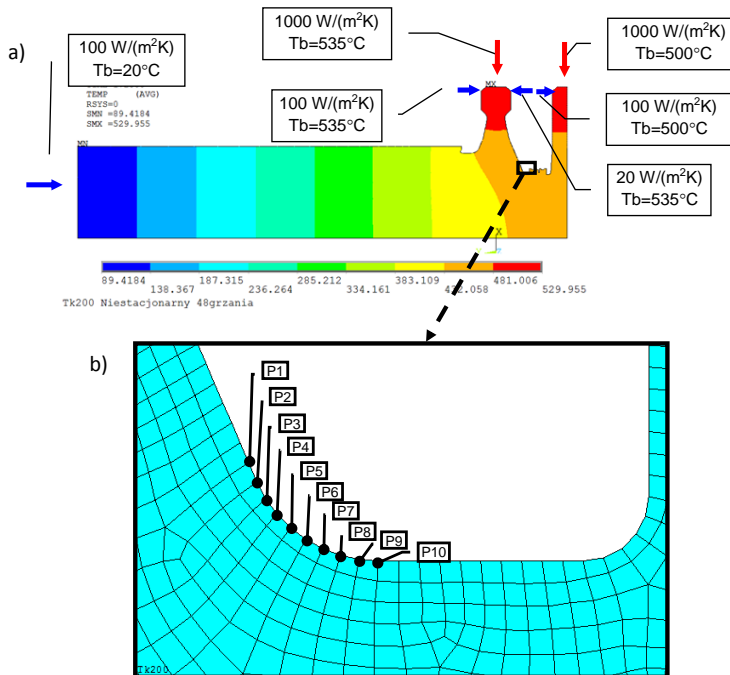 a)
100 W/(m²K)
Tb=20°C
1000 W/(m²K)
Tb=535°C
1000 W/(m²K)
Tb=500°C
100 W/(m²K)
Tb=535°C
100 W/(m²K)
Tb=500°C
20 W/(m²K)
Tb=535°C
TEMP (AVG)
RSYS=0
SMN =89.4184
SMX =529.955
MN
MX
X
89.4184
138.367
187.315
236.264
285.212
334.161
383.109
432.058
481.006
529.955
Tk200 Niestacjonarny 48grzania
b)
P1
P2
P3
P4
P5
P6
P7
P8
P9
P10
Tk200